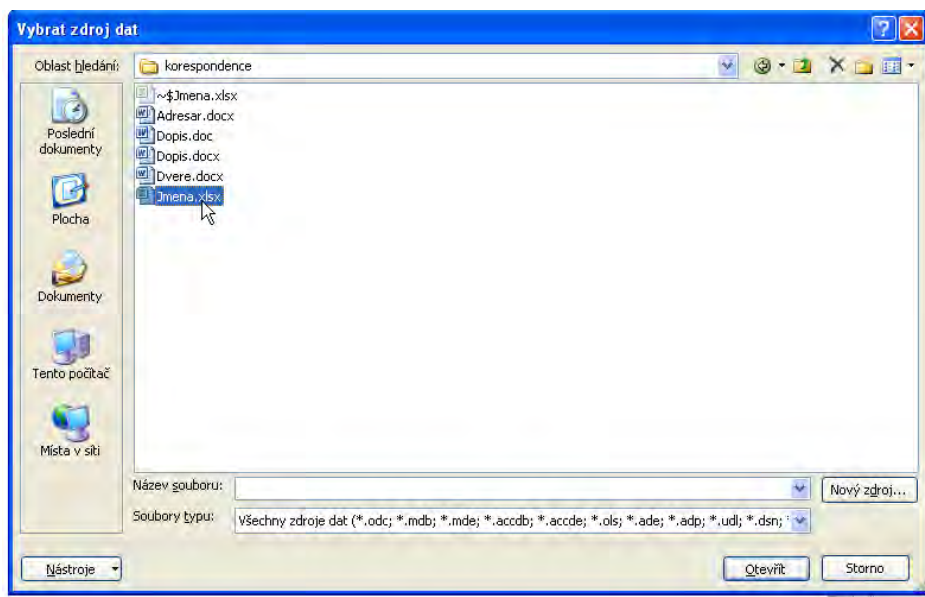 Vybrat zdroj dat
Oblast hledání: korespondence
~$Jmena.xlsx
Adresar.docx
Dopis.doc
Dopis.docx
Dvere.docx
Jmena.xlsx
Poslední
dokumenty
Plocha
Dokumenty
Tento počítač
Místa v síti
Název souboru:
Nový zdroj...
Soubory typu: Všechny zdroje dat (*.odc; *.mdb; *.mde; *.accdb; *.accde; *.ols; *.ade; *.adp; *.udl; *.dsn;
Nástroje
Otevřít
Storno